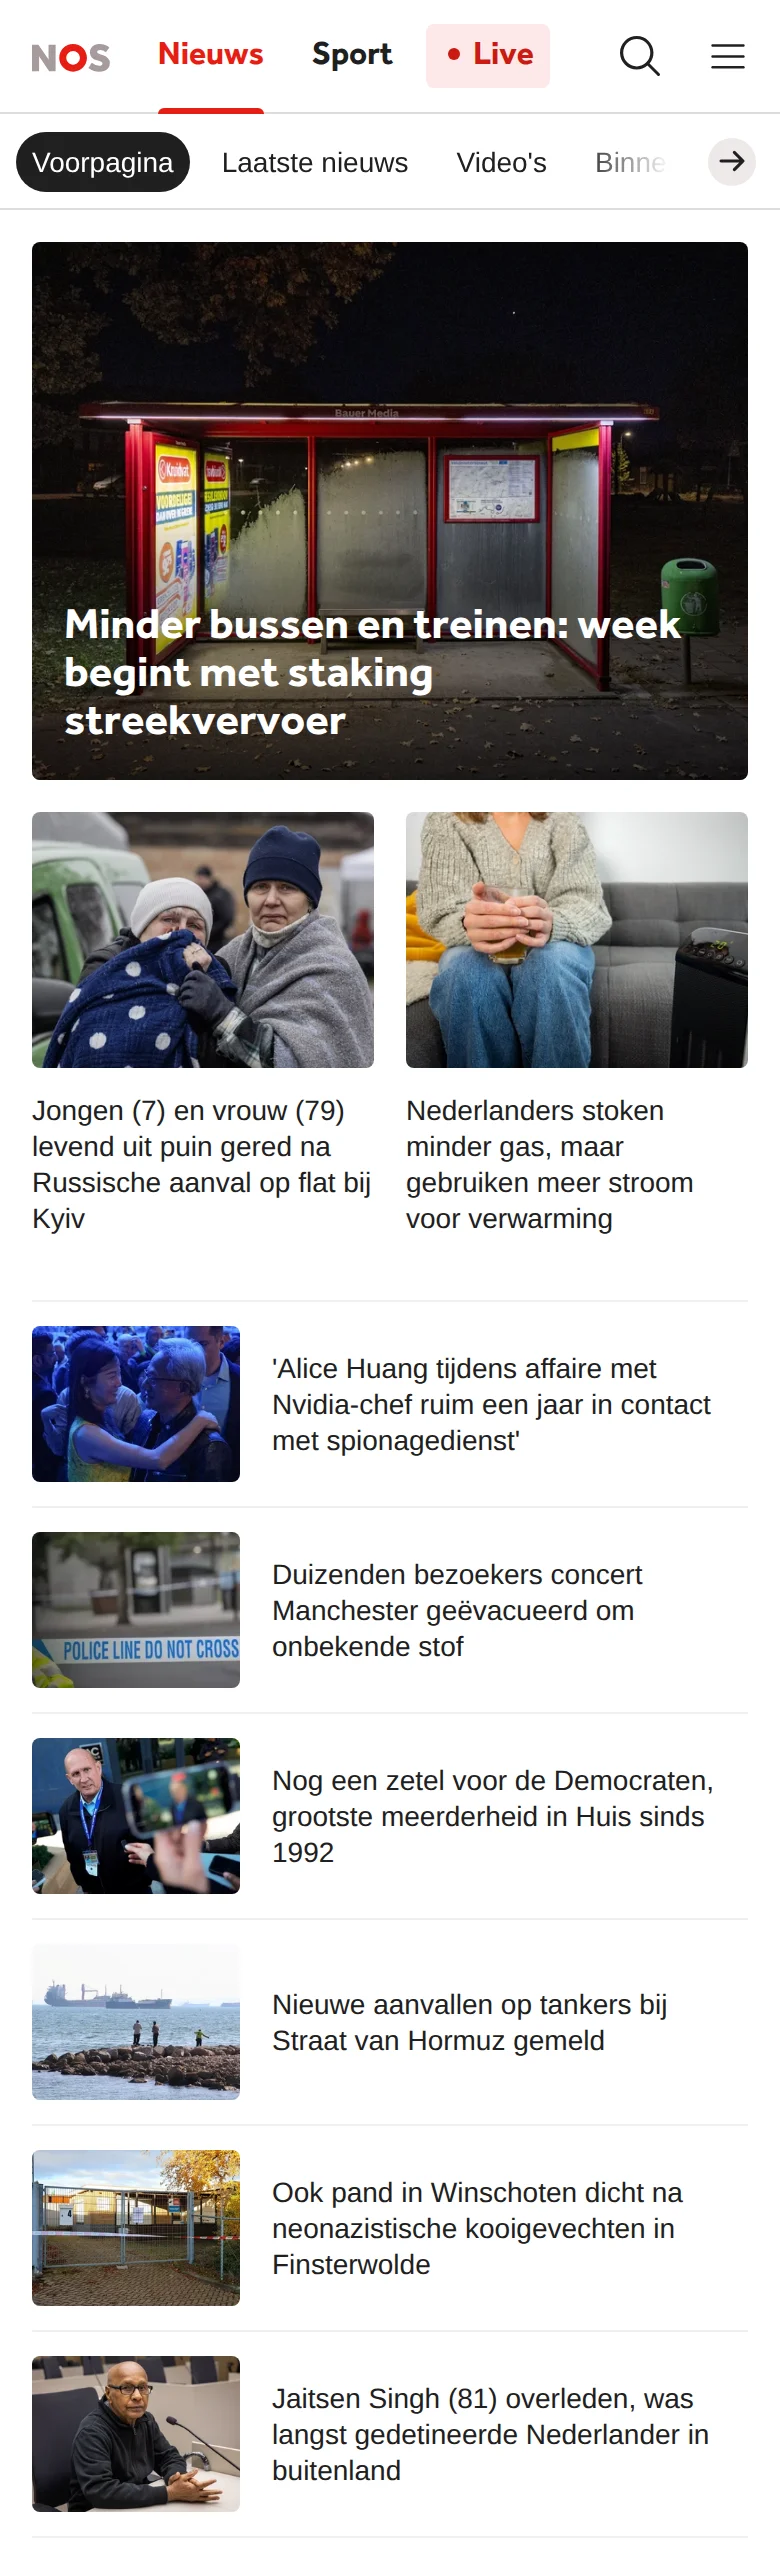 NOS Nieuws Sport Live
Voorpagina Laatste nieuws Video's Binne
Bauer Media
Kruidvat
Minder bussen en treinen: week
begint met staking
streekvervoer
Jongen (7) en vrouw (79)
levend uit puin gered na
Russische aanval op flat bij
Kyiv
Nederlanders stoken
minder gas, maar
gebruiken meer stroom
voor verwarming
'Alice Huang tijdens affaire met
Nvidia-chef ruim een jaar in contact
met spionagedienst'
POLICE LINE DO NOT CROSS
Duizenden bezoekers concert
Manchester geëvacueerd om
onbekende stof
Nog een zetel voor de Democraten,
grootste meerderheid in Huis sinds
1992
Nieuwe aanvallen op tankers bij
Straat van Hormuz gemeld
4
Ook pand in Winschoten dicht na
neonazistische kooigevechten in
Finsterwolde
Jaitsen Singh (81) overleden, was
langst gedetineerde Nederlander in
buitenland